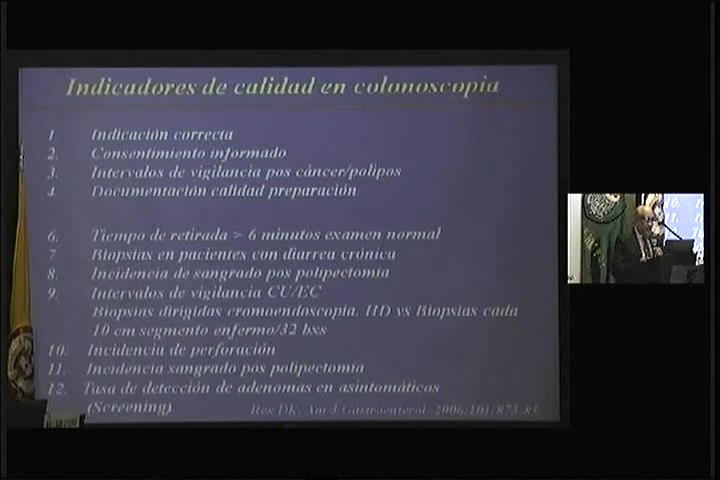 Indicadores de calidad en colonoscopia
1 Indicación correcta
2. Consentimiento informado
3. Intervalos de vigilancia pos cáncer/polipos
4 Documentación calidad preparación
6. Tiempo de retirada > 6 minutos examen normal
7 Biopsias en pacientes con diarrea crónica
8. Incidencia de sangrado pos polipectomia
9. Intervalos de vigilancia CU/EC
Biopsias dirigidas cromoendoscopia. HD vs Biopsias cada
10 cm segmento enfermo/32 bxs
10. Incidencia de perforación
11. Incidencia sangrado pos polipectomia
12. Tasa de detección de adenomas en asintomáticos
(Screening)
Rex DK. Am J Gastroenterol. 2006;101:873-85
10.
11.